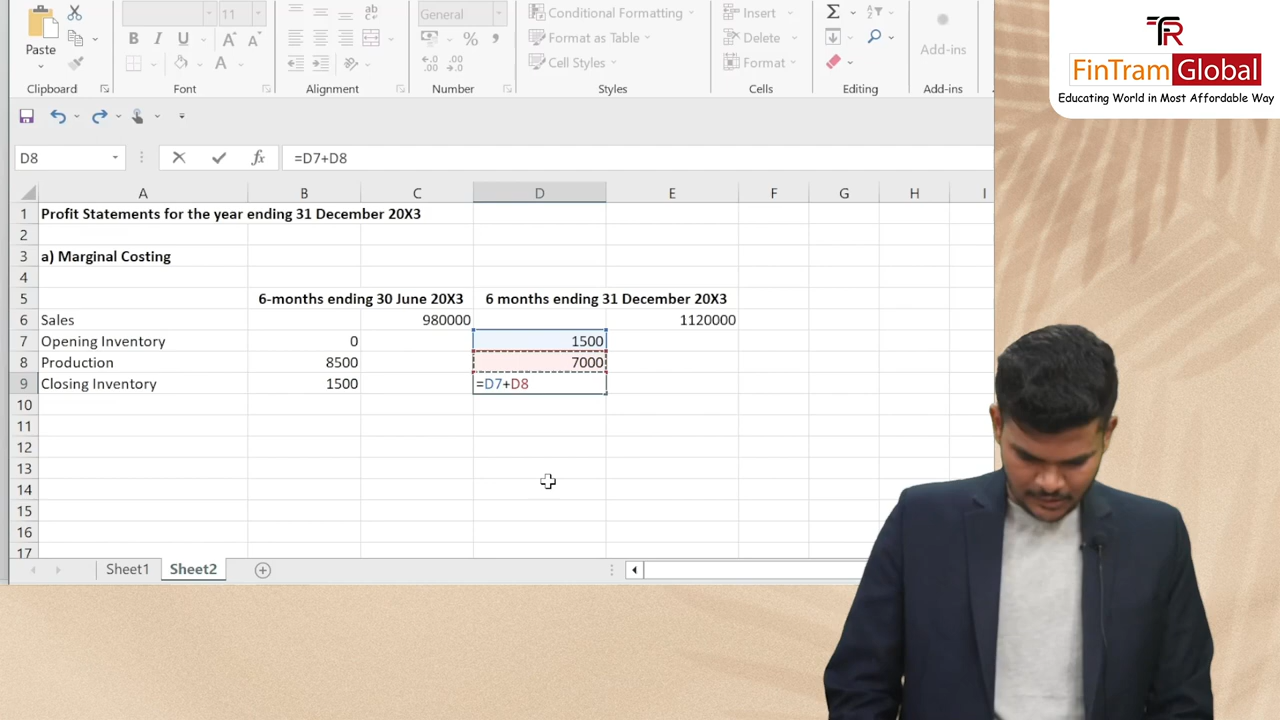 General
11
Conditional Formatting
Format as Table
Cell Styles
Insert
Delete
Format
Paste
Add-ins
Clipboard
Font
Alignment
Number
Styles
Cells
Editing
Add-ins
TR
FinTram Global
Educating World in Most Affordable Way
D8
=D7+D8
A B C D E F G H I
1 Profit Statements for the year ending 31 December 20X3
2
3 a) Marginal Costing
4
5 6-months ending 30 June 20X3 6 months ending 31 December 20X3
6 Sales 980000 1120000
7 Opening Inventory 0 1500
8 Production 8500 7000
9 Closing Inventory 1500 =D7+D8
10
11
12
13
14
15
16
17
Sheet1 Sheet2